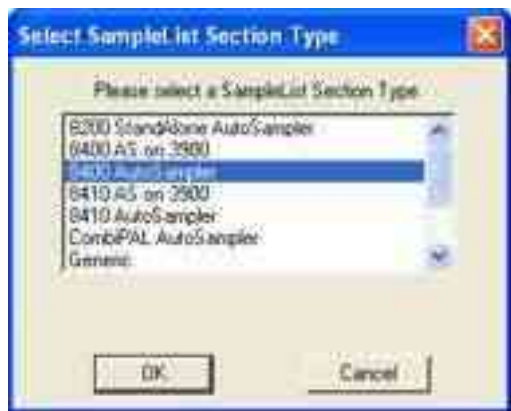 Select SampleList Section Type
Please select a SampleList Section Type
8200 StandAlone AutoSampler
8400 AS on 3900
8400 AutoSampler
8410 AS on 3900
8410 AutoSampler
CombiPAL AutoSampler
Generic
OK
Cancel